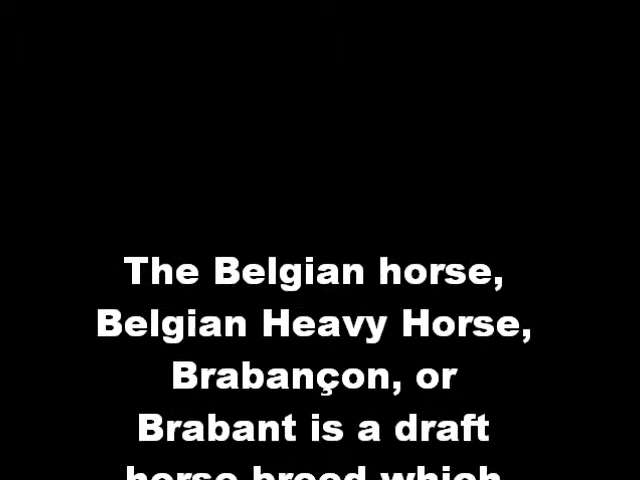 The Belgian horse,
Belgian Heavy Horse,
Brabançon, or
Brabant is a draft
horse breed which